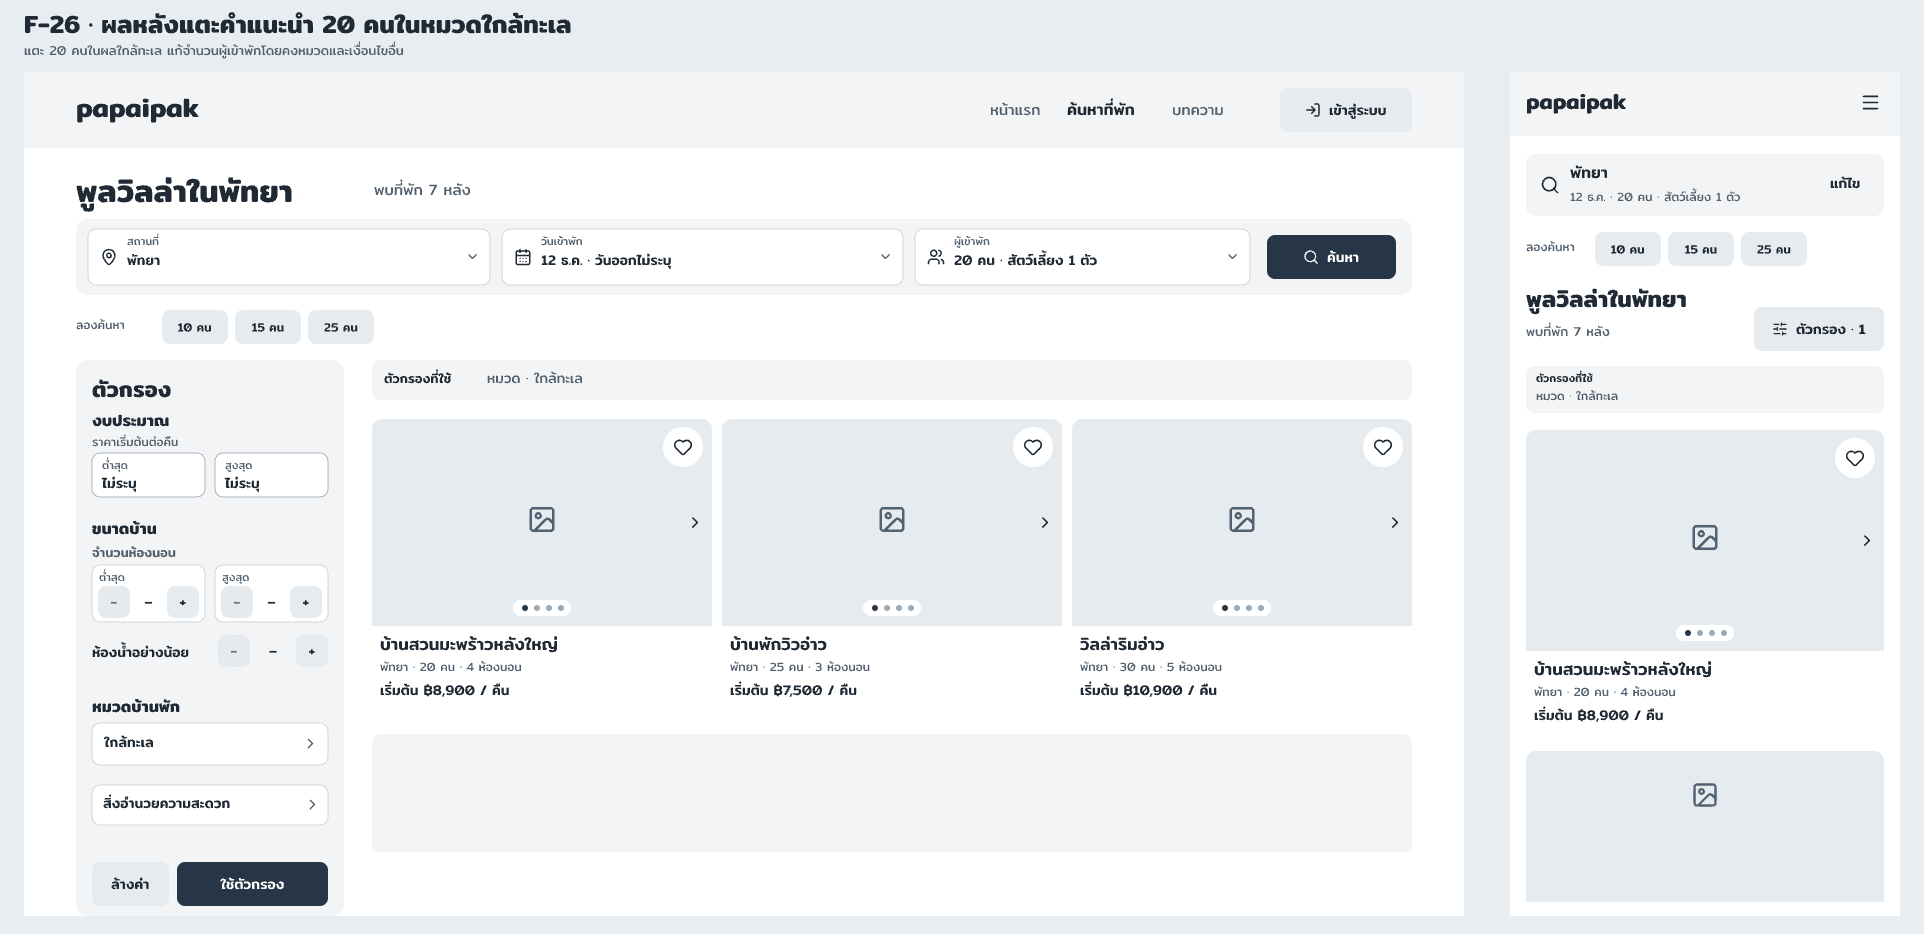 F-26 · ผลหลังแตะคำแนะนำ 20 คนในหมวดใกล้ทะเล
แตะ 20 คนในผลใกล้ทะเล แก้จำนวนผู้เข้าพักโดยคงหมวดและเงื่อนไขอื่น
papaipak
หน้าแรก
ค้นหาที่พัก
บทความ
เข้าสู่ระบบ
พูลวิลล่าในพัทยา
พบที่พัก 7 หลัง
สถานที่
พัทยา
วันเข้าพัก
12 ธ.ค. · วันออกไม่ระบุ
ผู้เข้าพัก
20 คน · สัตว์เลี้ยง 1 ตัว
ค้นหา
ลองค้นหา
10 คน
15 คน
25 คน
ตัวกรอง
งบประมาณ
ราคาเริ่มต้นต่อคืน
ต่ำสุด
ไม่ระบุ
สูงสุด
ไม่ระบุ
ขนาดบ้าน
จำนวนห้องนอน
ต่ำสุด
− – +
สูงสุด
− – +
ห้องน้ำอย่างน้อย − – +
หมวดบ้านพัก
ใกล้ทะเล
สิ่งอำนวยความสะดวก
ล้างค่า
ใช้ตัวกรอง
ตัวกรองที่ใช้
หมวด · ใกล้ทะเล
บ้านสวนมะพร้าวหลังใหญ่
พัทยา · 20 คน · 4 ห้องนอน
เริ่มต้น ฿8,900 / คืน
บ้านพักวิวอ่าว
พัทยา · 25 คน · 3 ห้องนอน
เริ่มต้น ฿7,500 / คืน
วิลล่าริมอ่าว
พัทยา · 30 คน · 5 ห้องนอน
เริ่มต้น ฿10,900 / คืน
papaipak
พัทยา
12 ธ.ค. · 20 คน · สัตว์เลี้ยง 1 ตัว
แก้ไข
ลองค้นหา
10 คน
15 คน
25 คน
พูลวิลล่าในพัทยา
พบที่พัก 7 หลัง
ตัวกรอง · 1
ตัวกรองที่ใช้
หมวด · ใกล้ทะเล
บ้านสวนมะพร้าวหลังใหญ่
พัทยา · 20 คน · 4 ห้องนอน
เริ่มต้น ฿8,900 / คืน